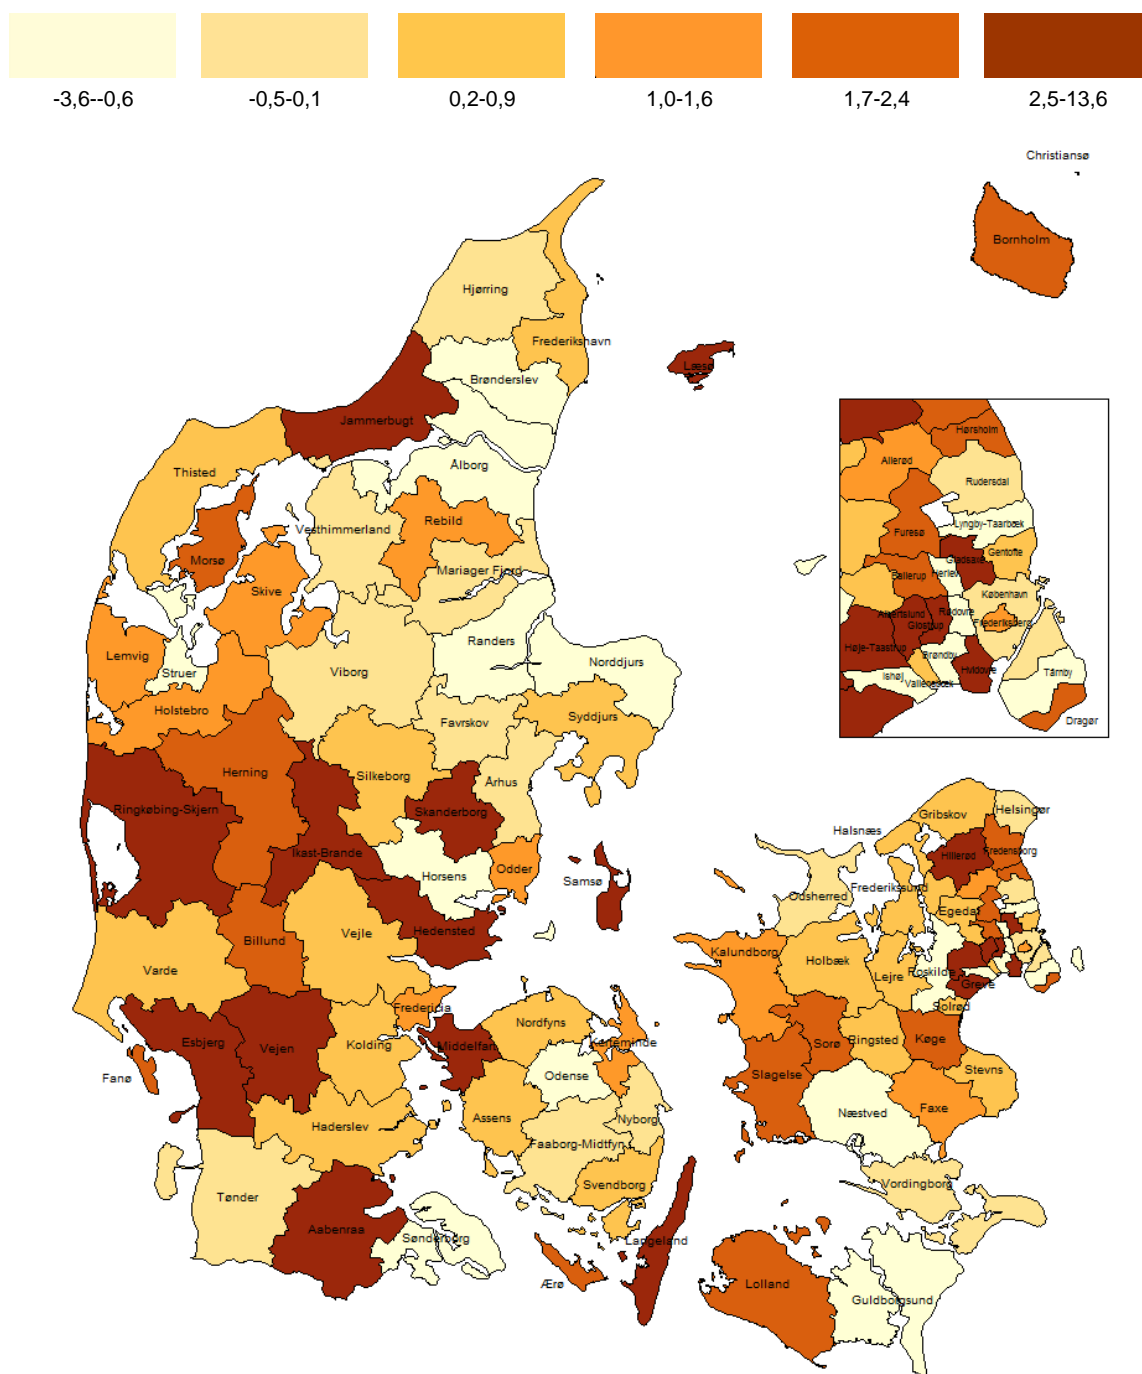 -3,6--0,6
-0,5-0,1
0,2-0,9
1,0-1,6
1,7-2,4
2,5-13,6
Christiansø
Bornholm
Hjørring
Frederikshavn
Læsø
Brønderslev
Jammerbugt
Hørsholm
Allerød
Ålborg
Thisted
Rudersdal
Rebild
Vesthimmerland
Lyngby-Taarbæk
Furesø
Gentofte
Gladsaxe
Morsø
Mariager Fjord
Ballerup
Herlev
Skive
København
Albertslund
Rødovre
Glostrup
Frederiksberg
Randers
Høje-Taastrup
Lemvig
Brøndby
Norddjurs
Struer
Viborg
Hvidovre
Tårnby
Ishøj
Vallensbæk
Holstebro
Syddjurs
Dragør
Favrskov
Herning
Silkeborg
Århus
Ringkøbing-Skjern
Skanderborg
Gribskov
Helsingør
Halsnæs
Ikast-Brande
Hillerød
Fredensborg
Odder
Horsens
Samsø
Frederikssund
Odsherred
Egedal
Hedensted
Vejle
Billund
Kalundborg
Holbæk
Varde
Lejre
Roskilde
Greve
Fredericia
Solrød
Nordfyns
Esbjerg
Vejen
Kolding
Middelfart
Kerteminde
Sorø
Ringsted
Køge
Stevns
Odense
Slagelse
Fanø
Faxe
Næstved
Assens
Nyborg
Haderslev
Faaborg-Midtfyn
Svendborg
Vordingborg
Tønder
Aabenraa
Sønderborg
Langeland
Ærø
Lolland
Guldborgsund